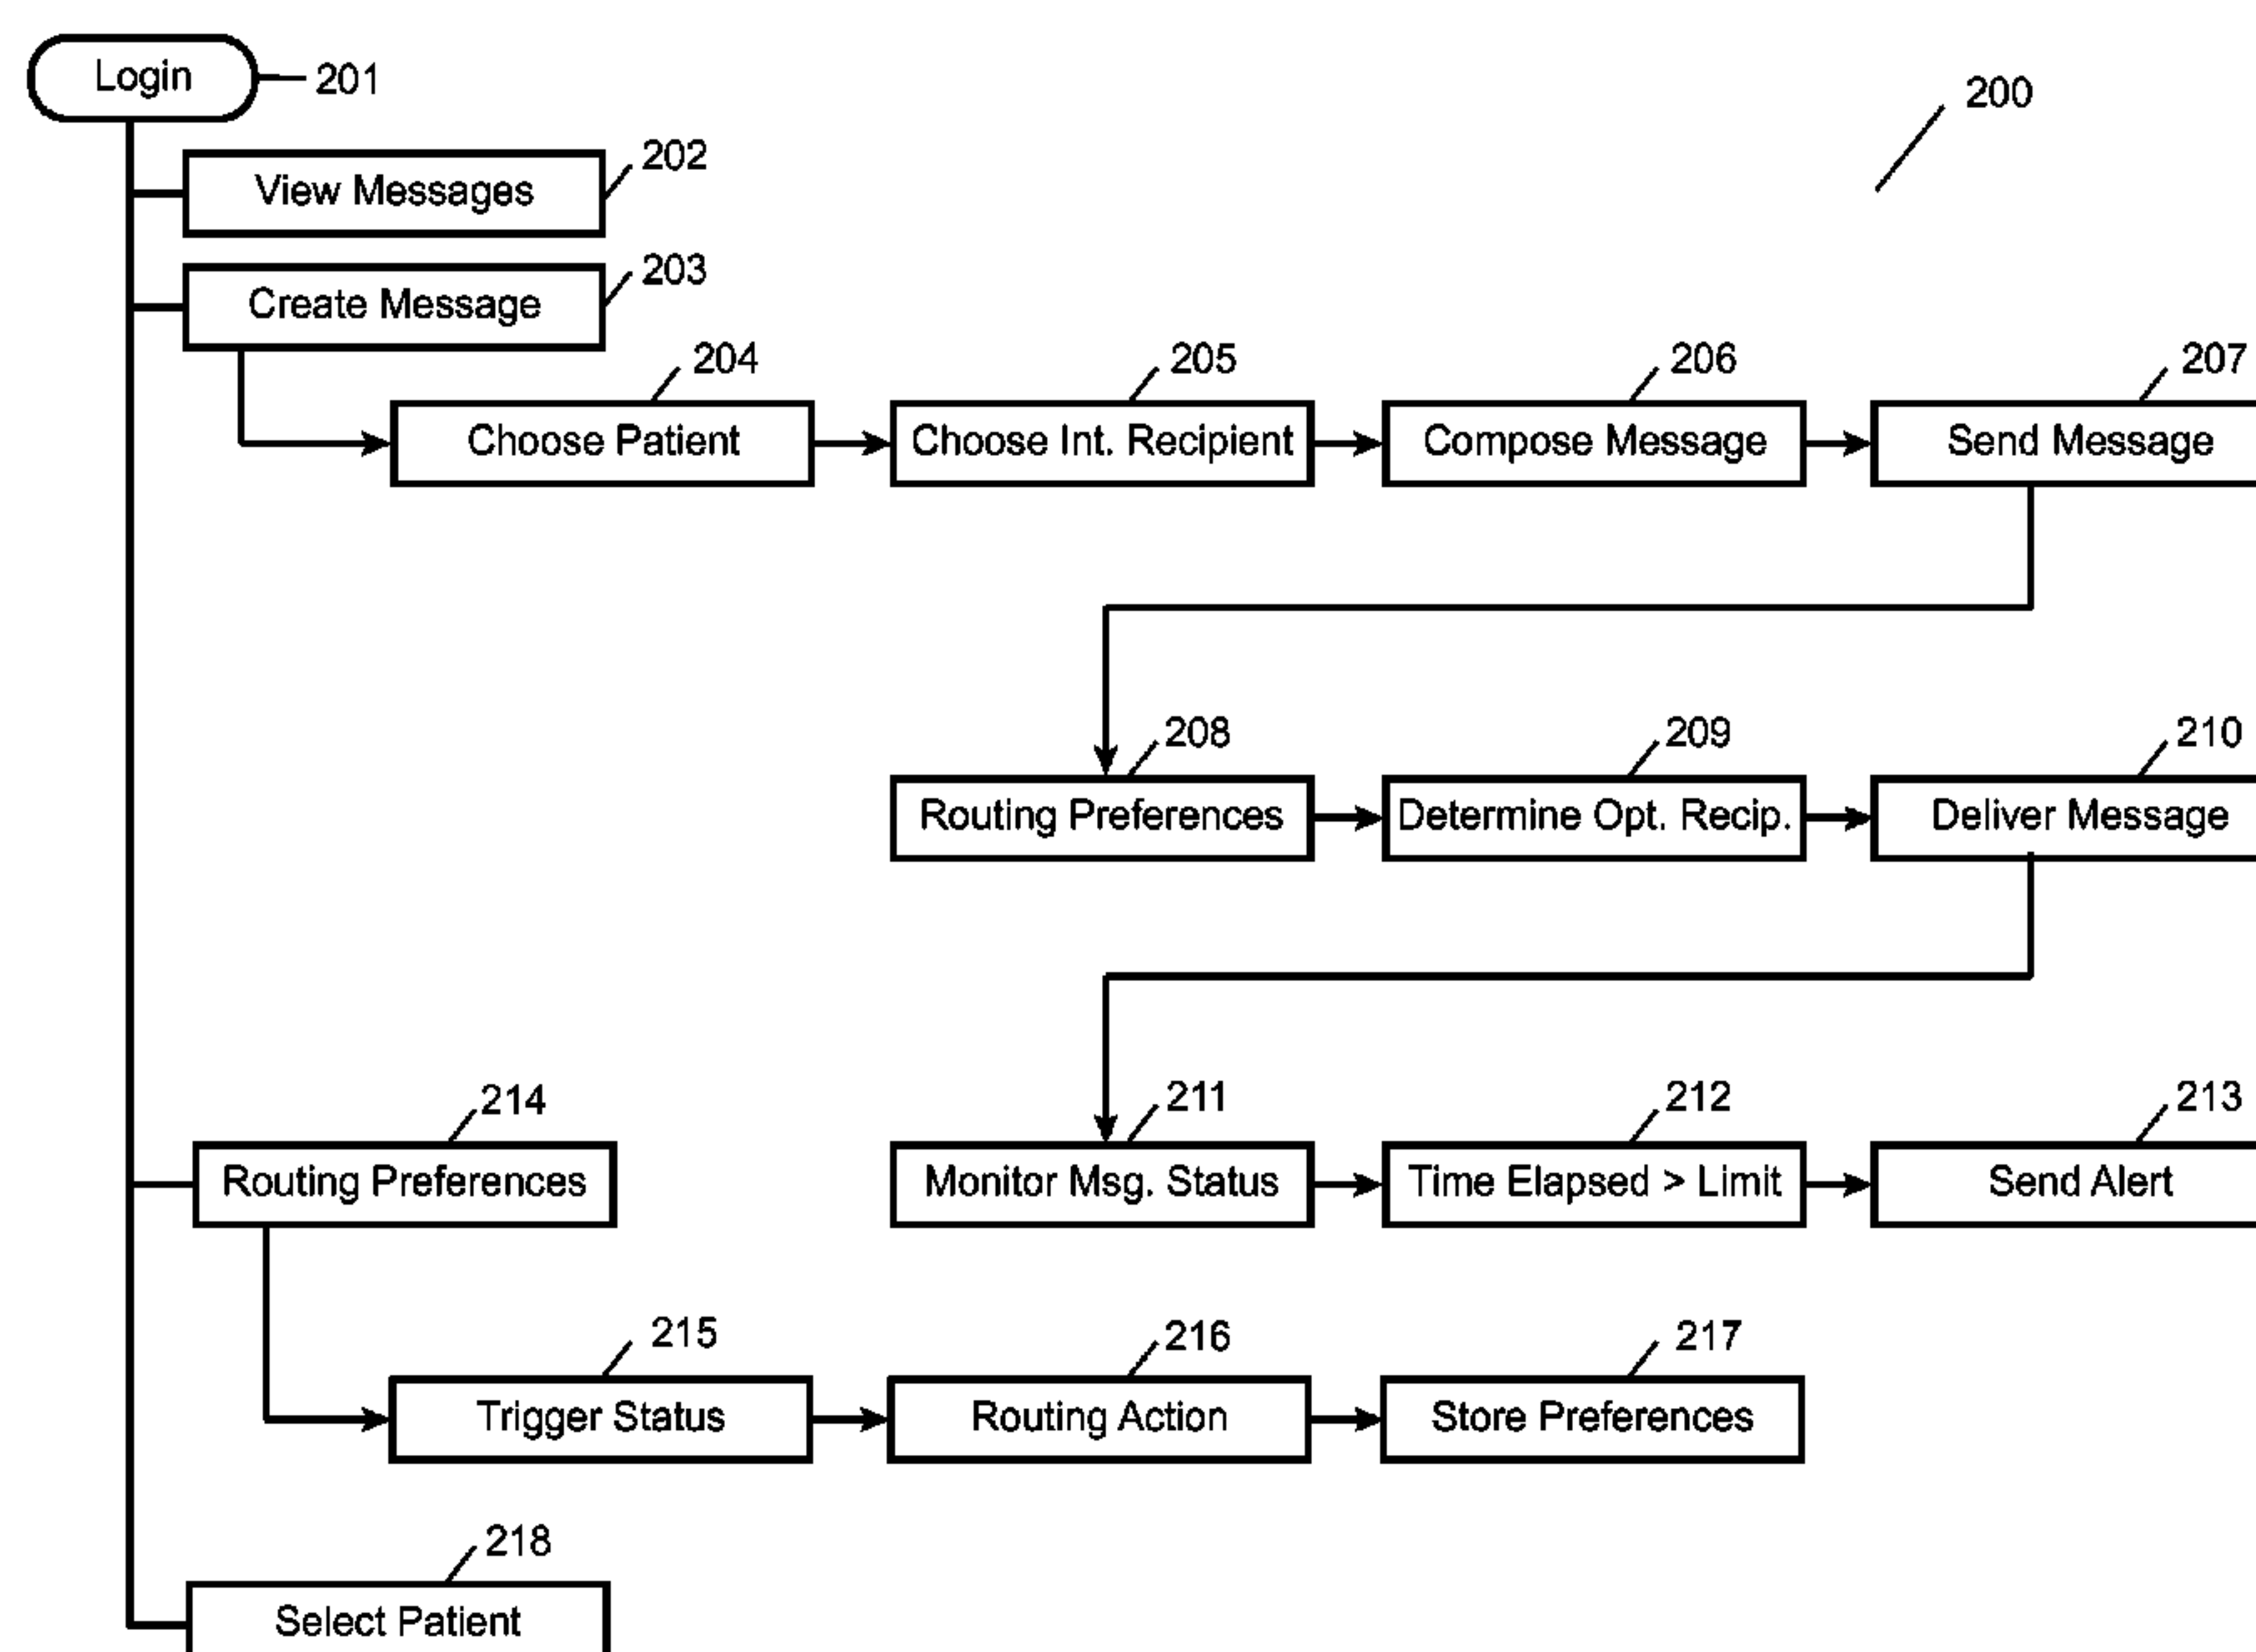 Login
201
200
202
View Messages
203
Create Message
204
205
206
207
Choose Patient
Choose Int. Recipient
Compose Message
Send Message
208
209
210
Routing Preferences
Determine Opt. Recip.
Deliver Message
214
211
212
213
Routing Preferences
Monitor Msg. Status
Time Elapsed > Limit
Send Alert
215
216
217
Trigger Status
Routing Action
Store Preferences
218
Select Patient